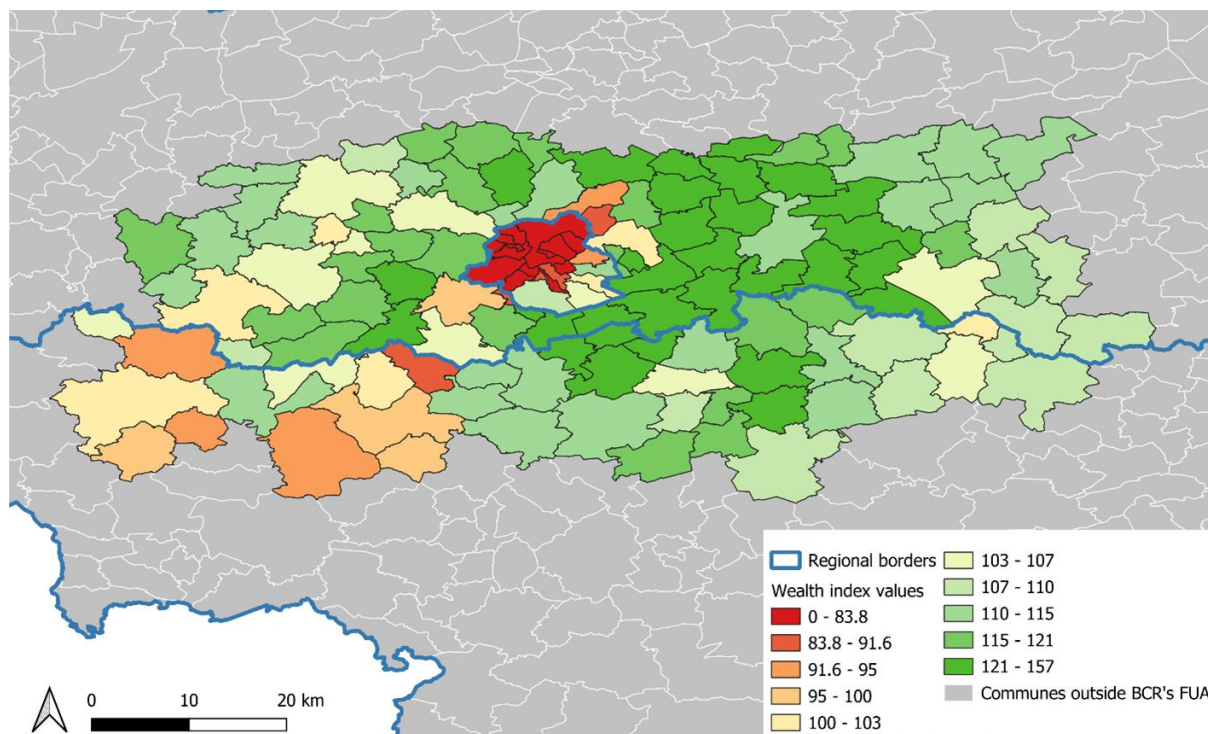 Regional borders
Wealth index values
0 - 83.8
83.8 - 91.6
91.6 - 95
95 - 100
100 - 103
103 - 107
107 - 110
110 - 115
115 - 121
121 - 157
Communes outside BCR's FUA
0 10 20 km